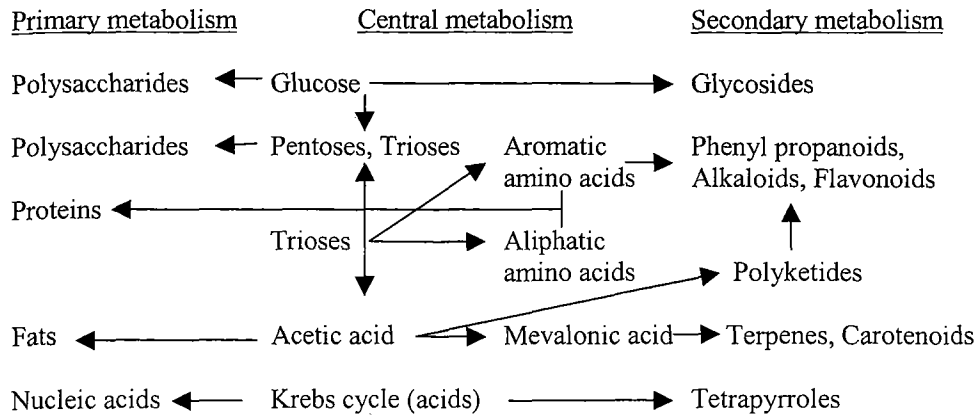 Primary metabolism Central metabolism Secondary metabolism
Polysaccharides Glucose Glycosides
Polysaccharides Pentoses, Trioses Aromatic Phenyl propanoids,
amino acids Alkaloids, Flavonoids
Proteins
Trioses Aliphatic
amino acids Polyketides
Fats Acetic acid Mevalonic acid Terpenes, Carotenoids
Nucleic acids Krebs cycle (acids) Tetrapyrroles